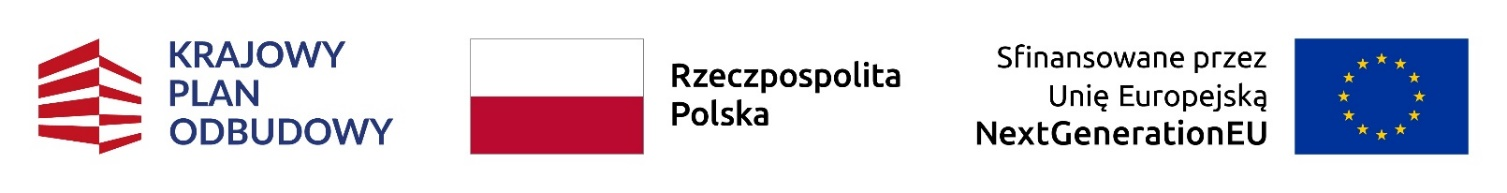 KRAJOWY
PLAN
ODBUDOWY
Rzeczpospolita
Polska
Sfinansowane przez
Unię Europejską
NextGenerationEU